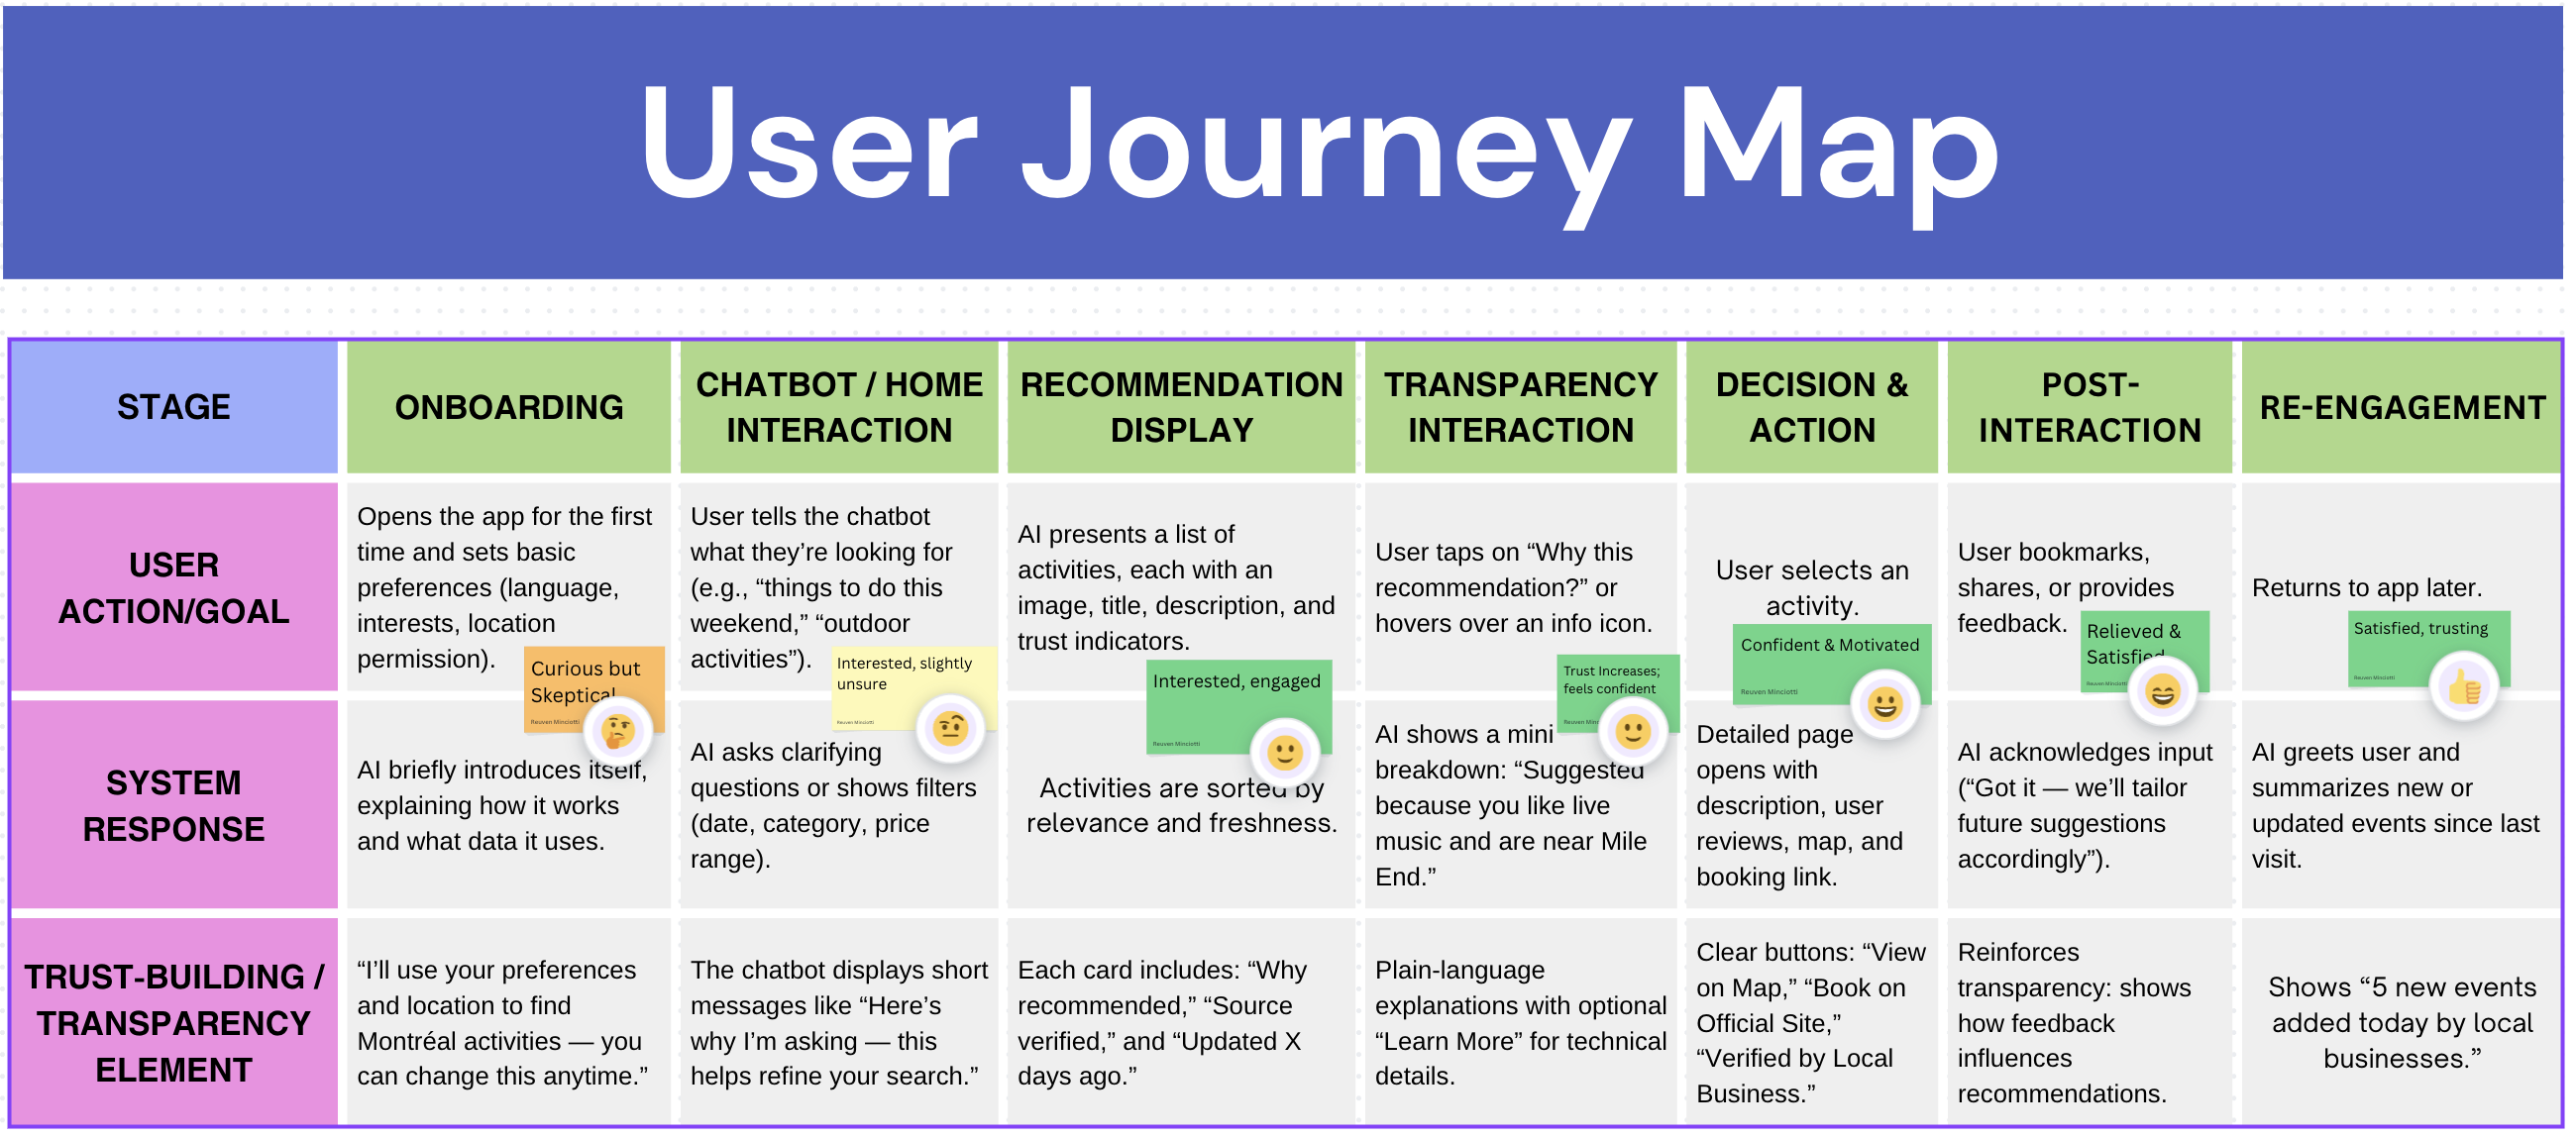 User Journey Map
STAGE
ONBOARDING
CHATBOT / HOME
INTERACTION
RECOMMENDATION
DISPLAY
TRANSPARENCY
INTERACTION
DECISION &
ACTION
POST-
INTERACTION
RE-ENGAGEMENT
USER
ACTION/GOAL
Opens the app for the first
time and sets basic
preferences (language,
interests, location
permission).
Curious but
Skeptical
Reuven Minciotti
User tells the chatbot
what they’re looking for
(e.g., “things to do this
weekend,” “outdoor
activities”).
Interested, slightly
unsure
Reuven Minciotti
AI presents a list of
activities, each with an
image, title, description, and
trust indicators.
Interested, engaged
Reuven Minciotti
User taps on “Why this
recommendation?” or
hovers over an info icon.
Trust Increases;
feels confident
Reuven
User selects an
activity.
Confident & Motivated
Reuven Minciotti
User bookmarks,
shares, or provides
feedback.
Relieved &
Satisfied
Reuven Minciotti
Returns to app later.
Satisfied, trusting
Reuven Minciotti
SYSTEM
RESPONSE
AI briefly introduces itself,
explaining how it works
and what data it uses.
AI asks clarifying
questions or shows filters
(date, category, price
range).
Activities are sorted by
relevance and freshness.
AI shows a mini
breakdown: “Suggested
because you like live
music and are near Mile
End.”
Detailed page
opens with
description, user
reviews, map, and
booking link.
AI acknowledges input
(“Got it — we’ll tailor
future suggestions
accordingly”).
AI greets user and
summarizes new or
updated events since last
visit.
TRUST-BUILDING /
TRANSPARENCY
ELEMENT
“I’ll use your preferences
and location to find
Montréal activities — you
can change this anytime.”
The chatbot displays short
messages like “Here’s
why I’m asking — this
helps refine your search.”
Each card includes: “Why
recommended,” “Source
verified,” and “Updated X
days ago.”
Plain-language
explanations with optional
“Learn More” for technical
details.
Clear buttons: “View
on Map,” “Book on
Official Site,”
“Verified by Local
Business.”
Reinforces
transparency: shows
how feedback
influences
recommendations.
Shows “5 new events
added today by local
businesses.”